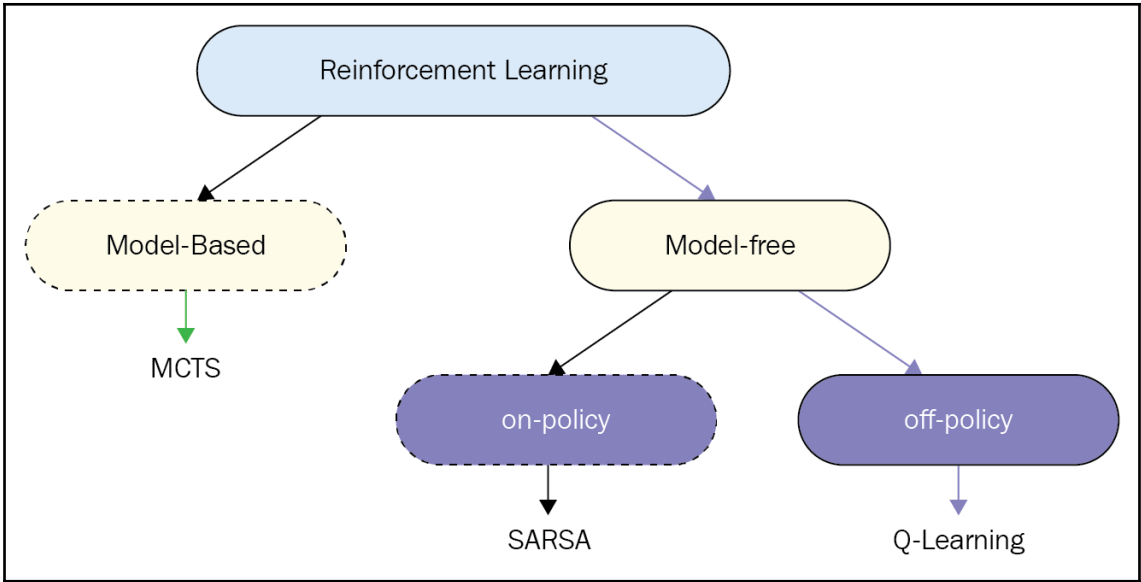 Reinforcement Learning
Model-Based
Model-free
MCTS
on-policy
off-policy
SARSA
Q-Learning